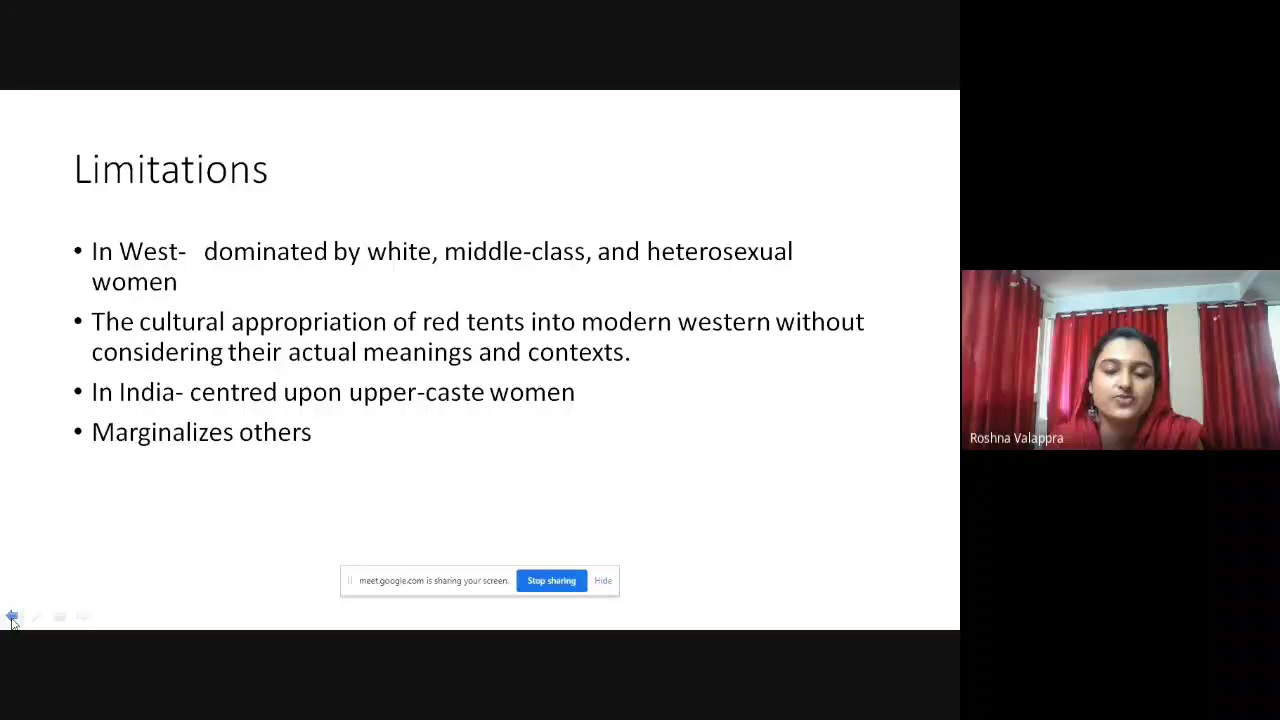 Limitations
• In West- dominated by white, middle-class, and heterosexual
women
• The cultural appropriation of red tents into modern western without
considering their actual meanings and contexts.
• In India- centred upon upper-caste women
• Marginalizes others
Roshna Valappra
meet.google.com is sharing your screen. Stop sharing Hide